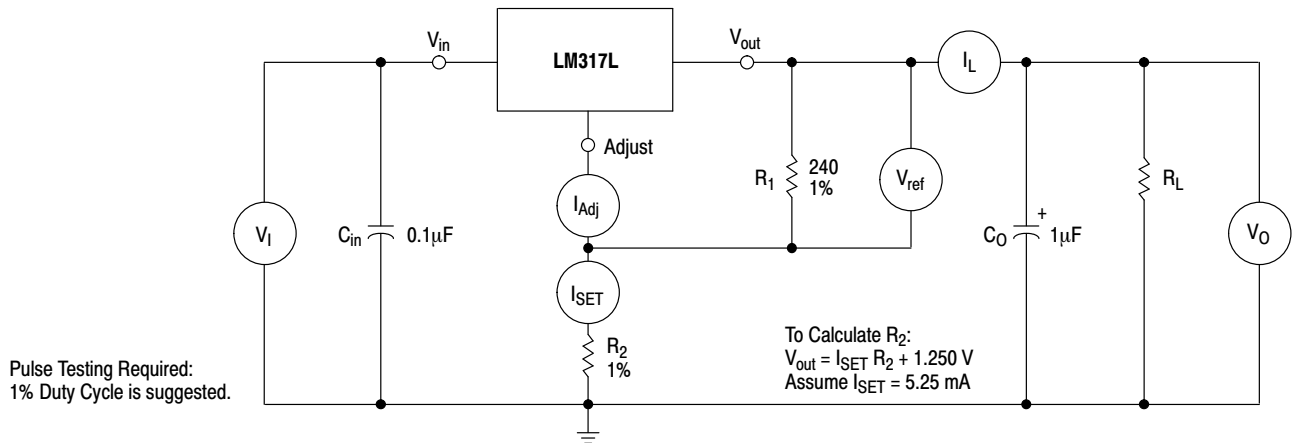 V_in
LM317L
V_out
I_L
Adjust
I_Adj
R_1
240
1%
V_ref
R_L
V_I
C_in
0.1μF
C_O
+
1μF
V_O
I_SET
R_2
1%
To Calculate R_2:
V_out = I_SET R_2 + 1.250 V
Assume I_SET = 5.25 mA
Pulse Testing Required:
1% Duty Cycle is suggested.